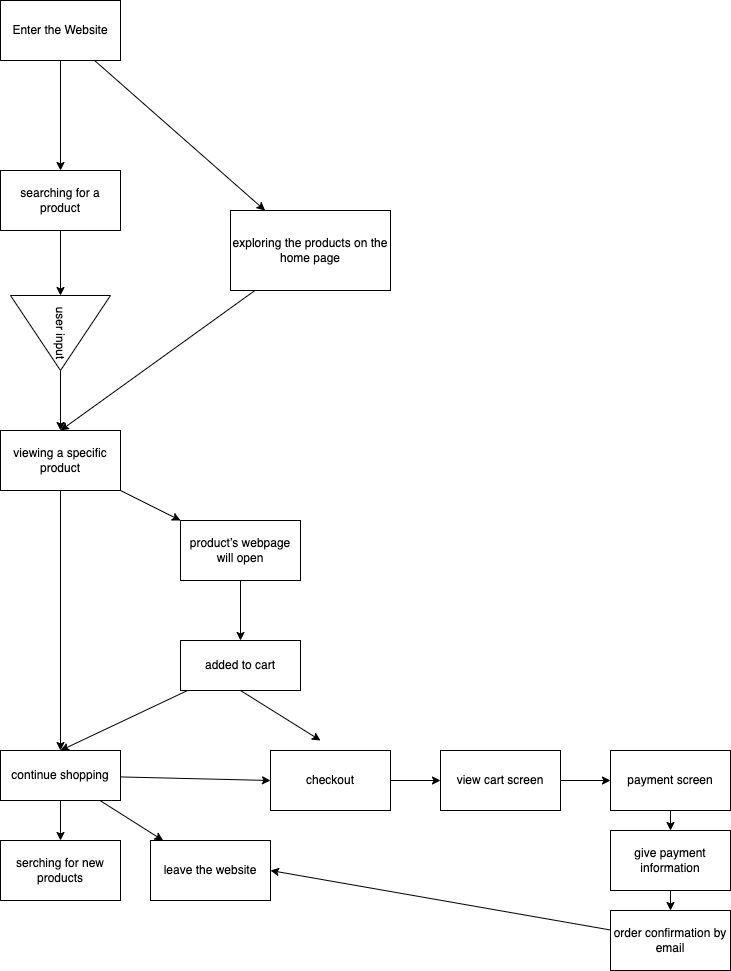 Enter the Website
searching for a
product
exploring the products on the
home page
user input
viewing a specific
product
product's webpage
will open
added to cart
continue shopping
checkout
view cart screen
payment screen
serching for new
products
leave the website
give payment
information
order confirmation by
email